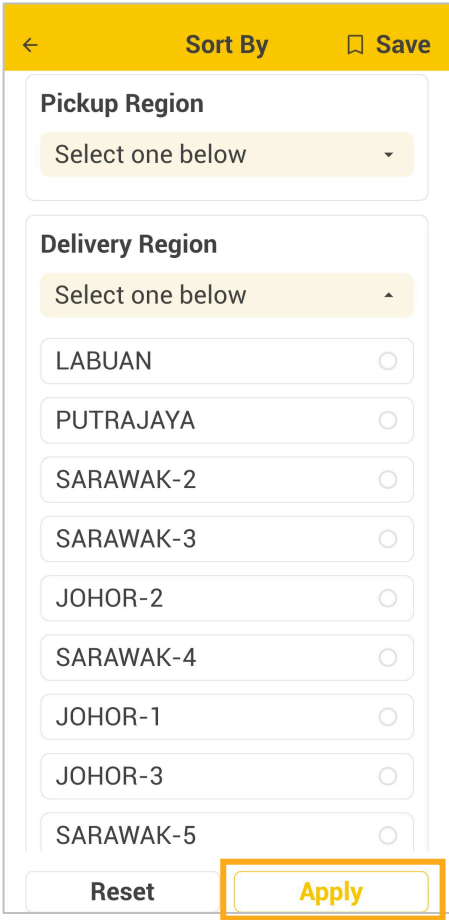 Sort By
Save
Pickup Region
Select one below
Delivery Region
Select one below
LABUAN
PUTRAJAYA
SARAWAK-2
SARAWAK-3
JOHOR-2
SARAWAK-4
JOHOR-1
JOHOR-3
SARAWAK-5
Reset
Apply